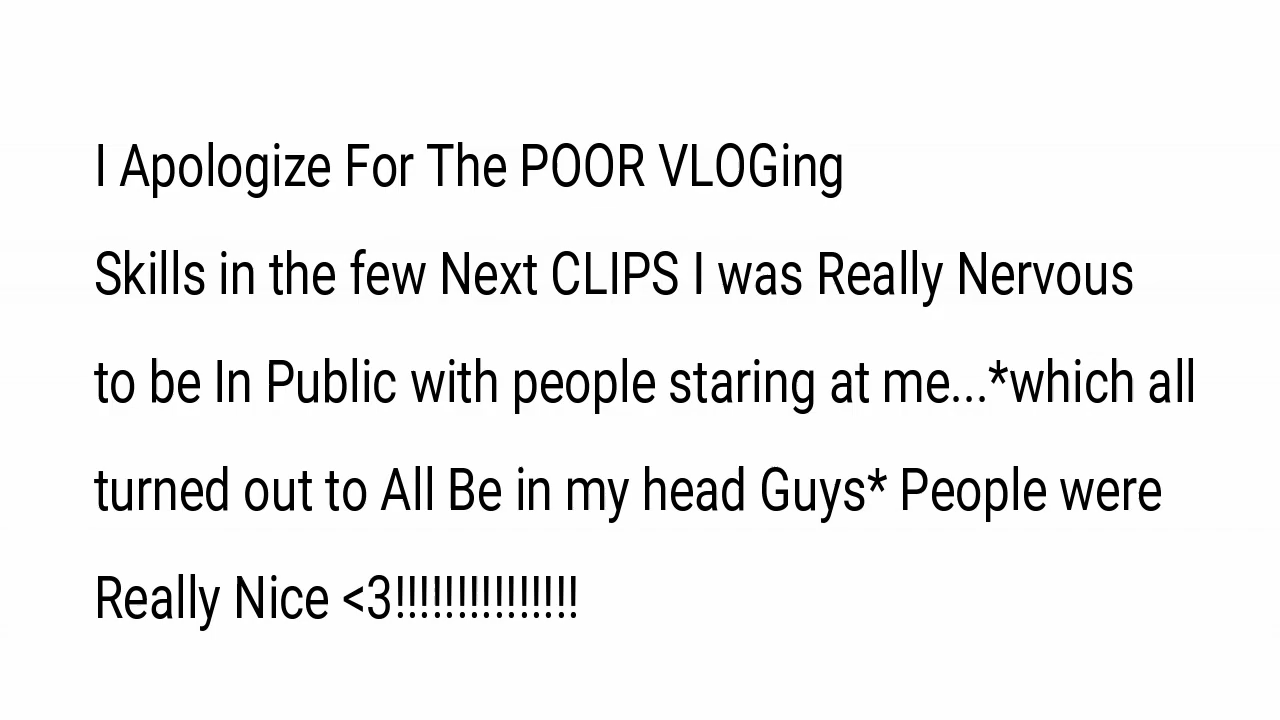 I Apologize For The POOR VLOGing
Skills in the few Next CLIPS I was Really Nervous
to be In Public with people staring at me...*which all
turned out to All Be in my head Guys* People were
Really Nice <3!!!!!!!!!!!!!!!